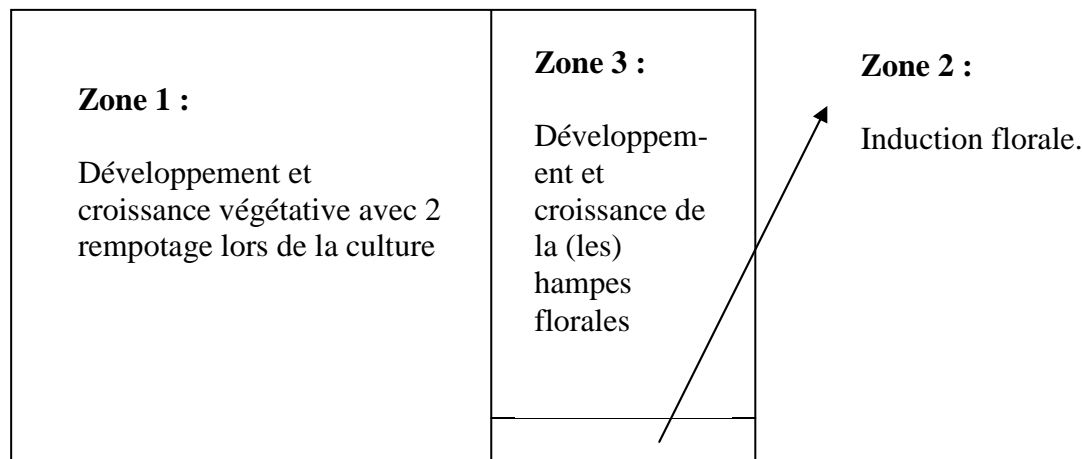 Zone 1 :
Développement et
croissance végétative avec 2
rempotage lors de la culture
Zone 3 :
Développem-
ent et
croissance de
la (les)
hampes
florales
Zone 2 :
Induction florale.